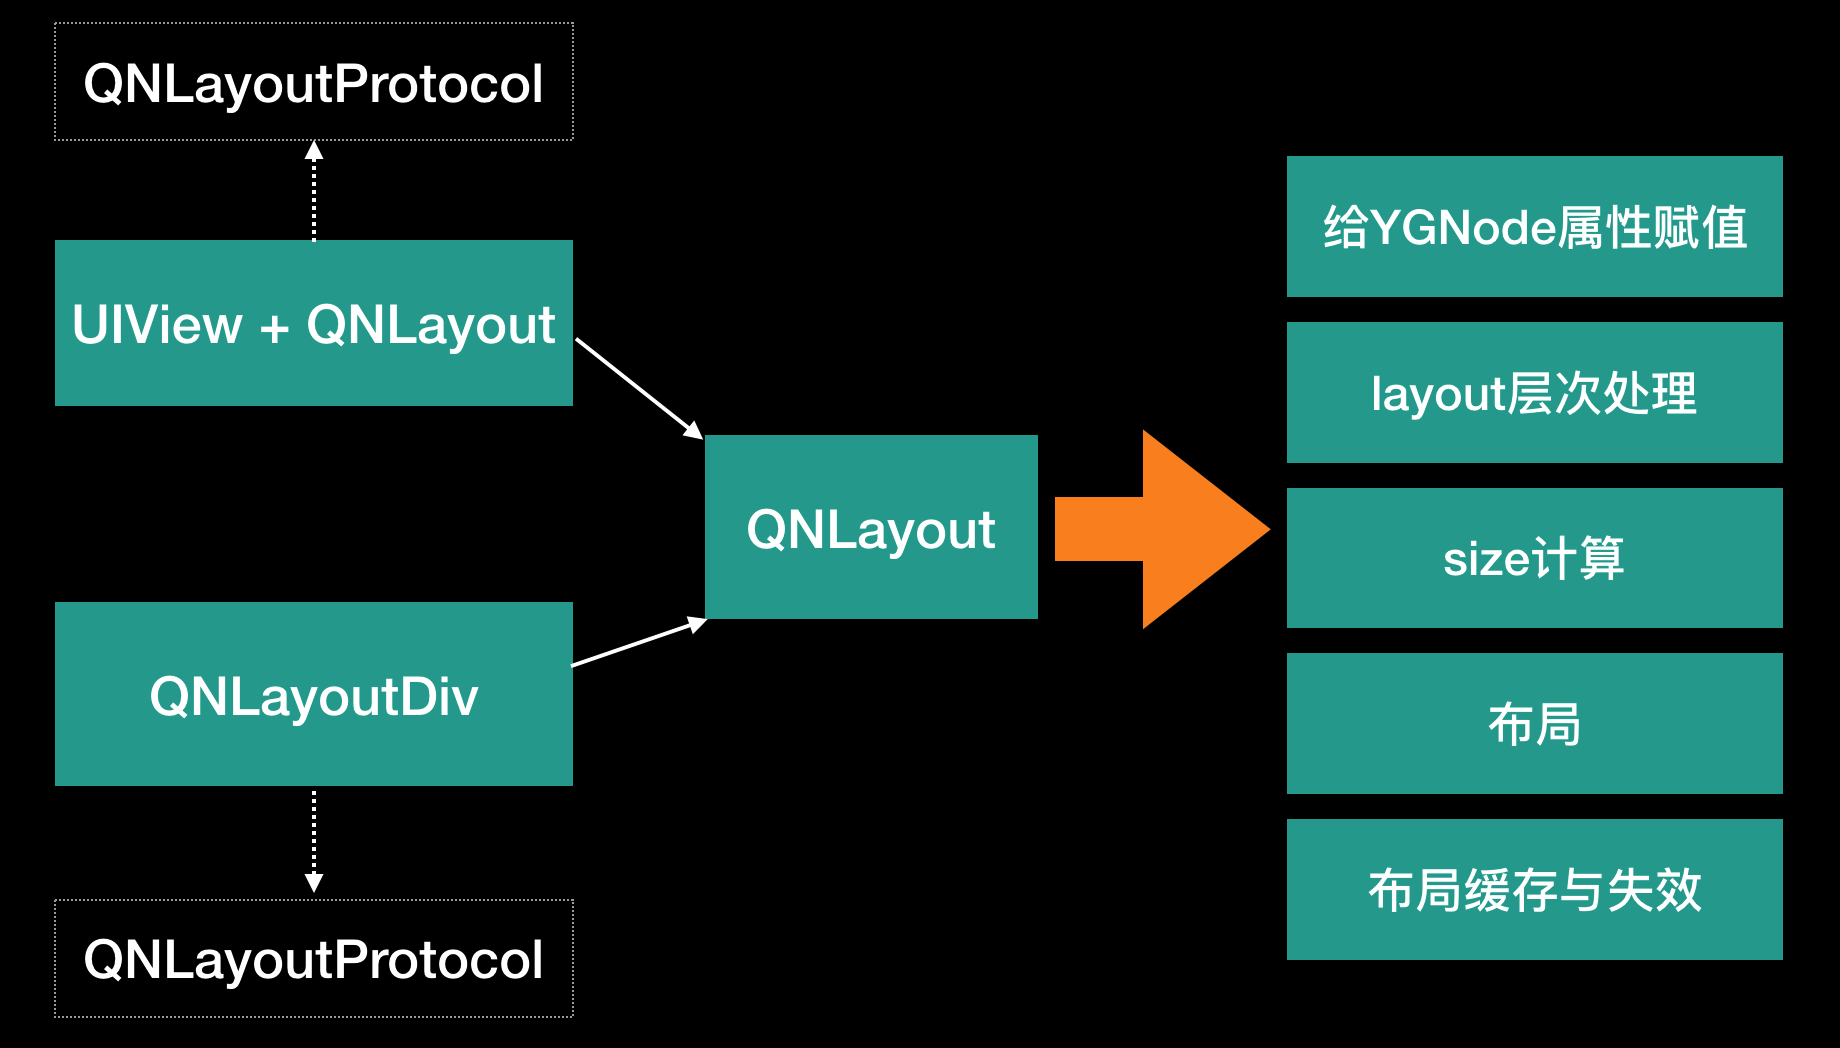 QNLayoutProtocol
UIView + QNLayout
QNLayoutDiv
QNLayoutProtocol
QNLayout
给YGNode属性赋值
layout层次处理
size计算
布局
布局缓存与失效